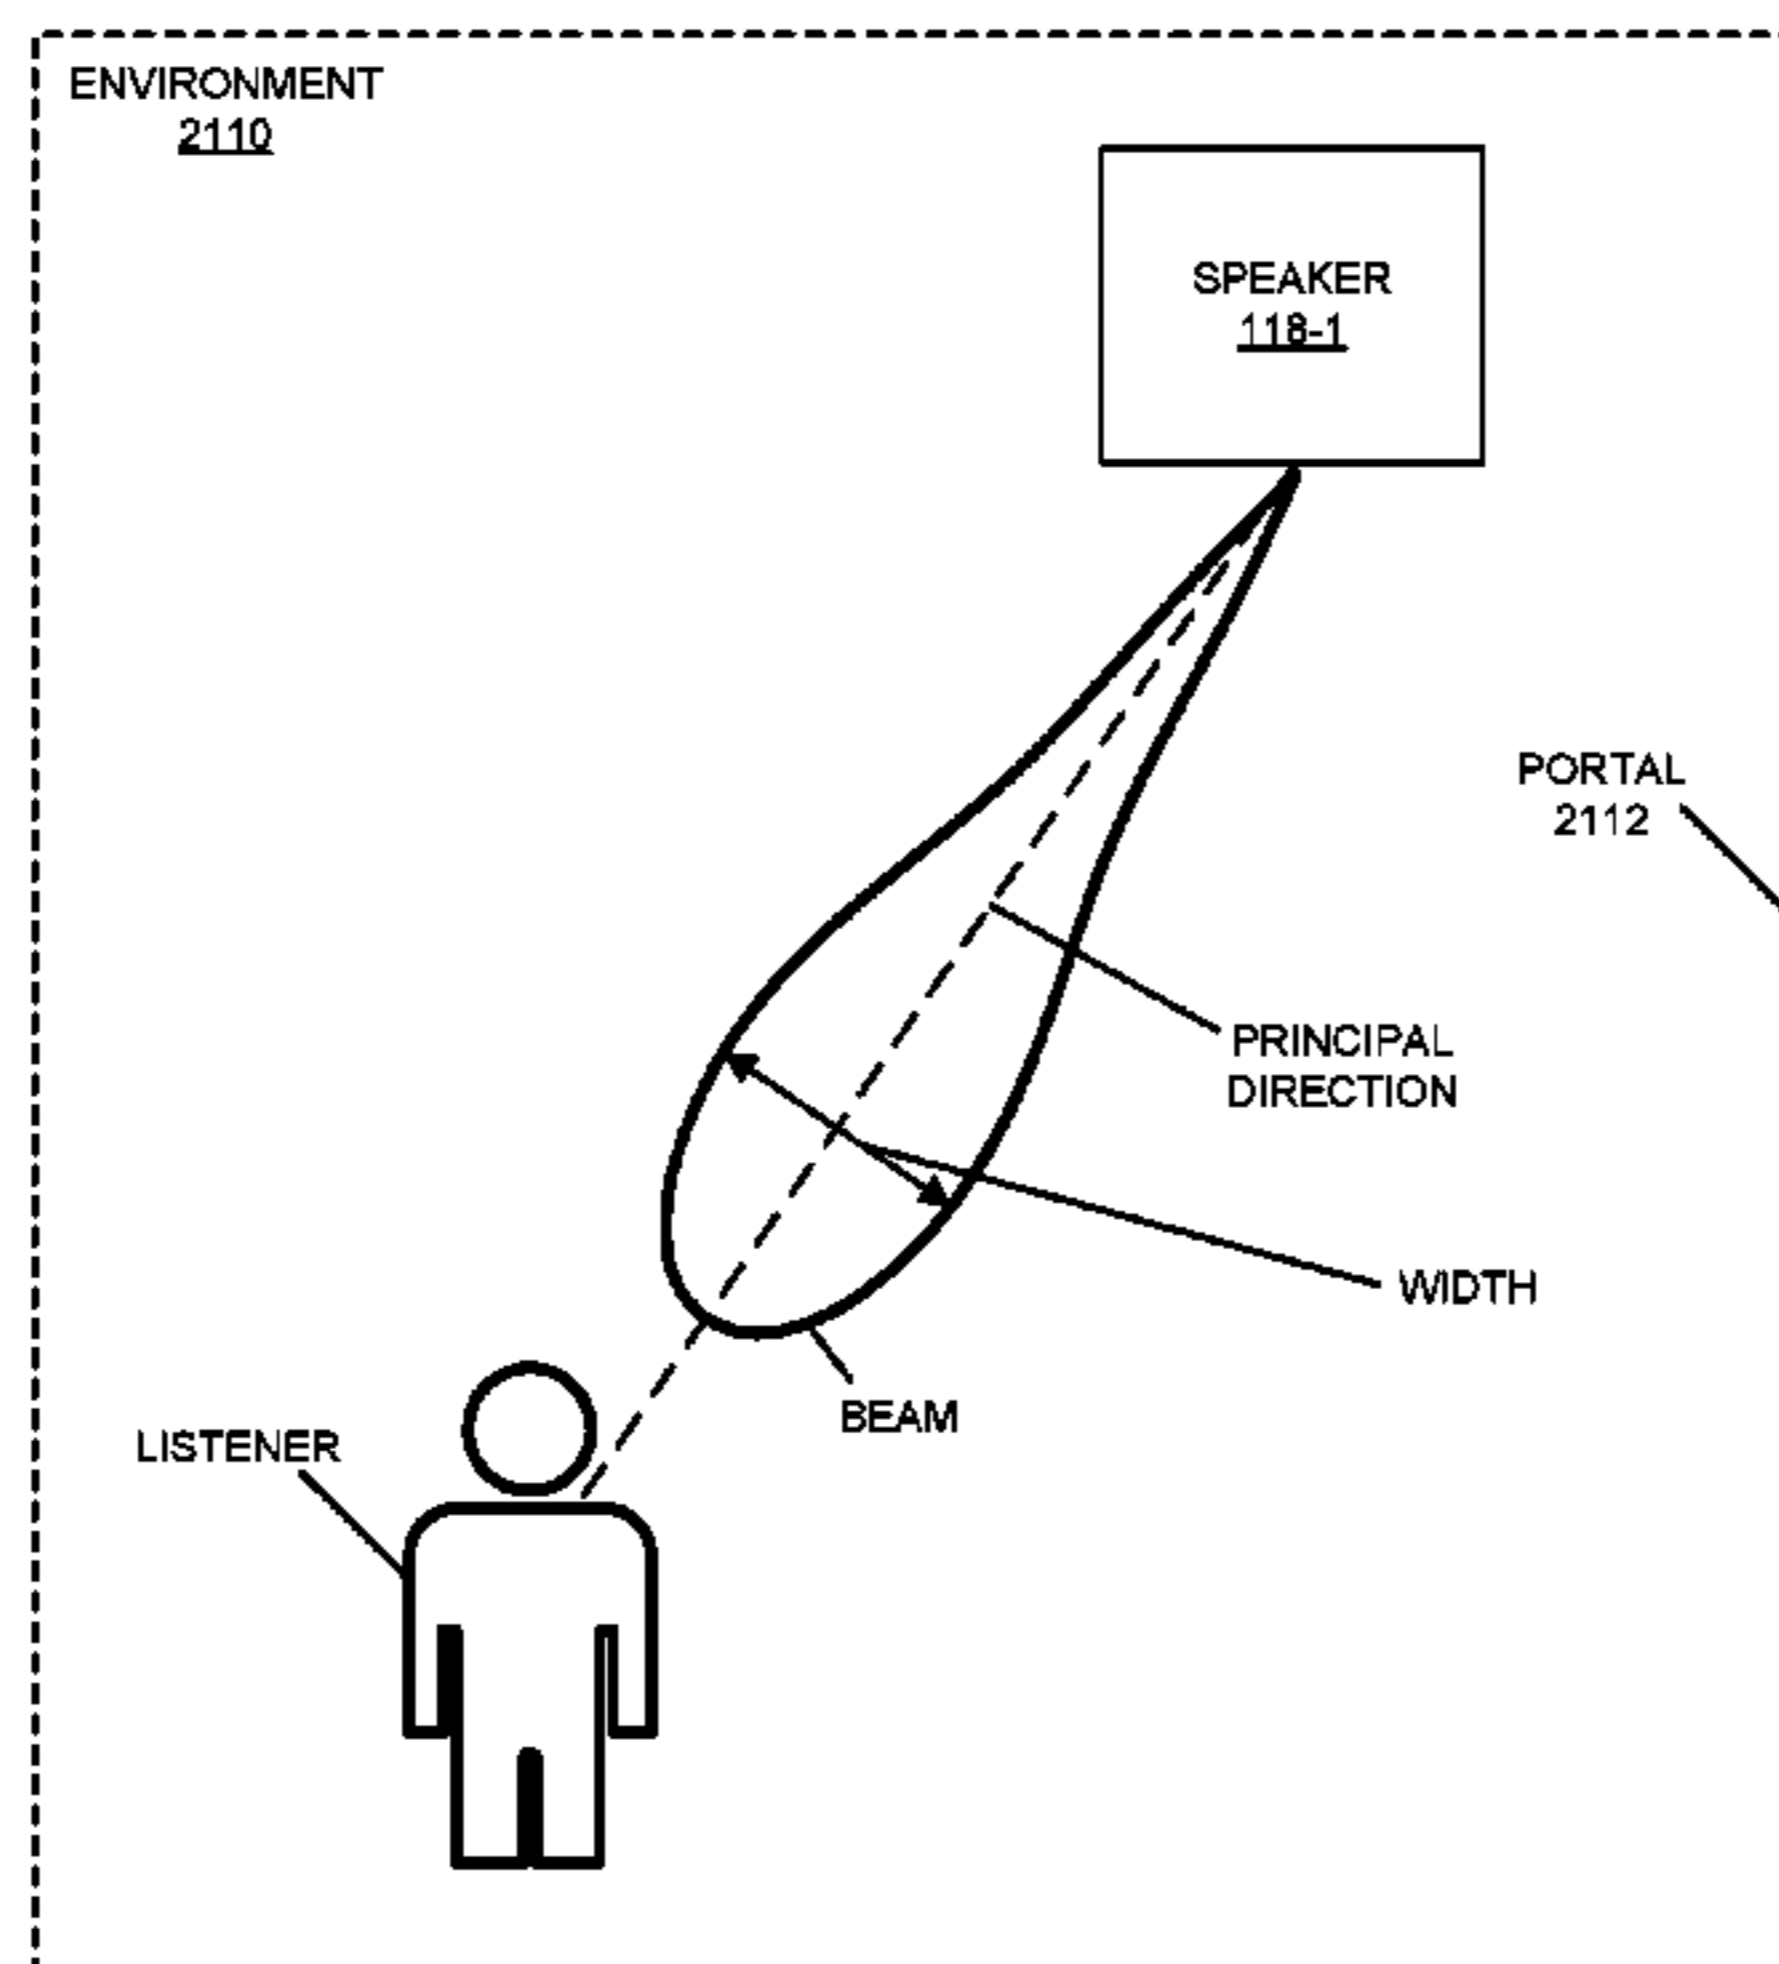 ENVIRONMENT
2110
SPEAKER
118-1
PORTAL
2112
PRINCIPAL
DIRECTION
WIDTH
BEAM
LISTENER